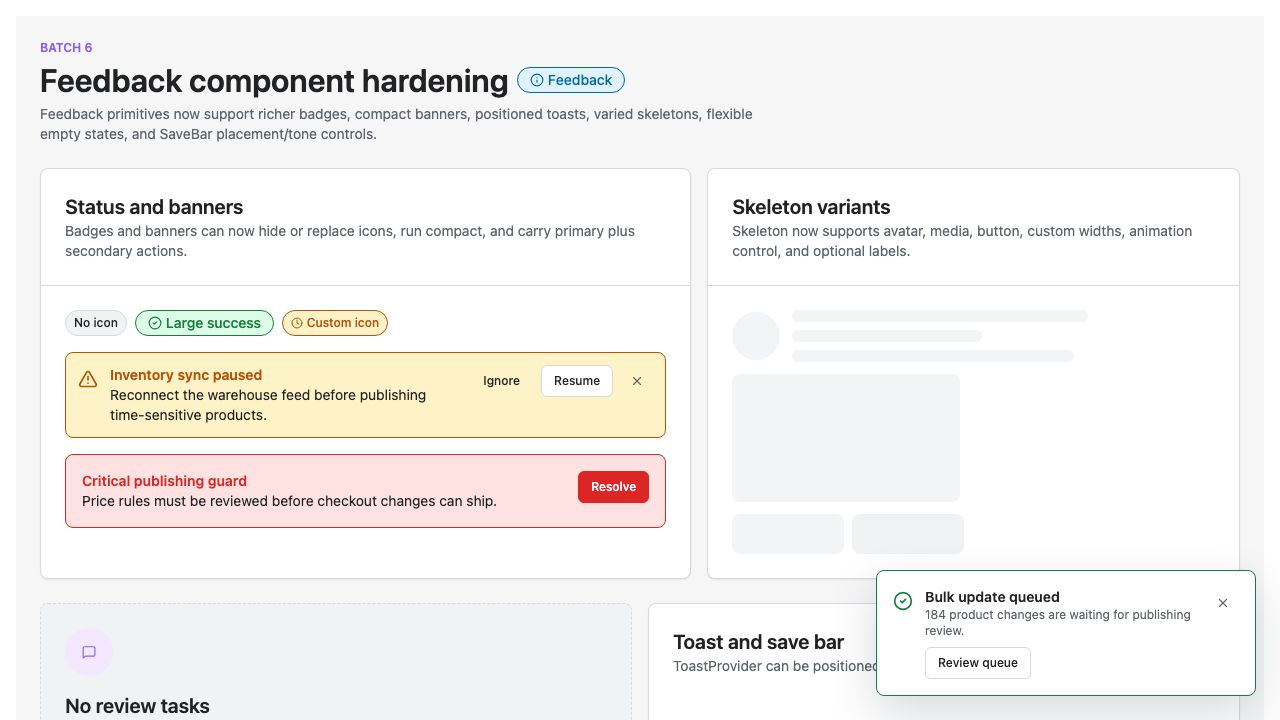 BATCH 6
Feedback component hardening
Feedback
Feedback primitives now support richer badges, compact banners, positioned toasts, varied skeletons, flexible
empty states, and SaveBar placement/tone controls.
Status and banners
Badges and banners can now hide or replace icons, run compact, and carry primary plus
secondary actions.
No icon
Large success
Custom icon
Inventory sync paused
Reconnect the warehouse feed before publishing
time-sensitive products.
Ignore
Resume
Critical publishing guard
Price rules must be reviewed before checkout changes can ship.
Resolve
Skeleton variants
Skeleton now supports avatar, media, button, custom widths, animation
control, and optional labels.
No review tasks
Toast and save bar
ToastProvider can be positioned
Bulk update queued
184 product changes are waiting for publishing
review.
Review queue